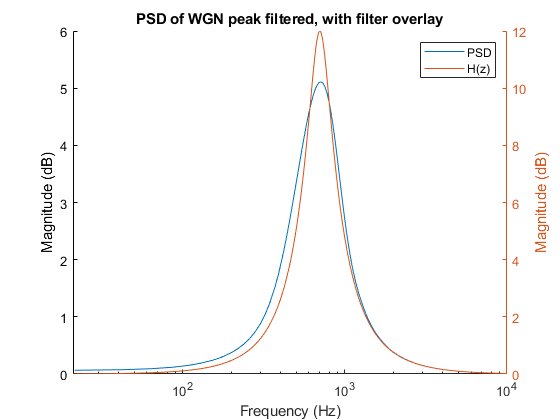 PSD of WGN peak filtered, with filter overlay
PSD
H(z)
Magnitude (dB)
6
5
4
3
2
1
0
12
10
8
6
4
2
0
Magnitude (dB)
10²
10³
10⁴
Frequency (Hz)